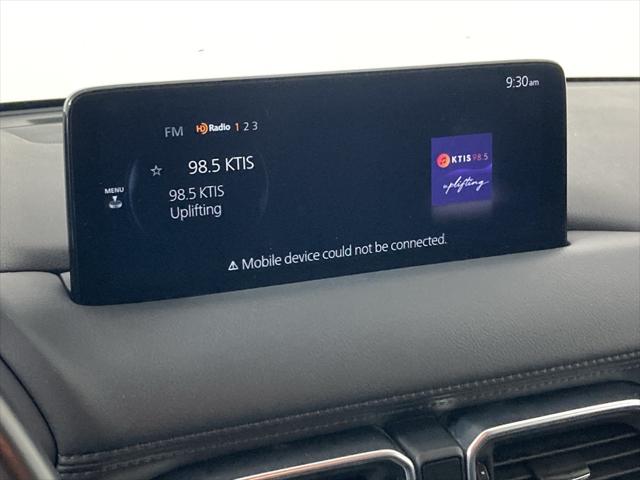 9:30am
FM HD Radio 1 2 3
98.5 KTIS
MENU
98.5 KTIS
Uplifting
KTIS 98.5
uplifting
Mobile device could not be connected.